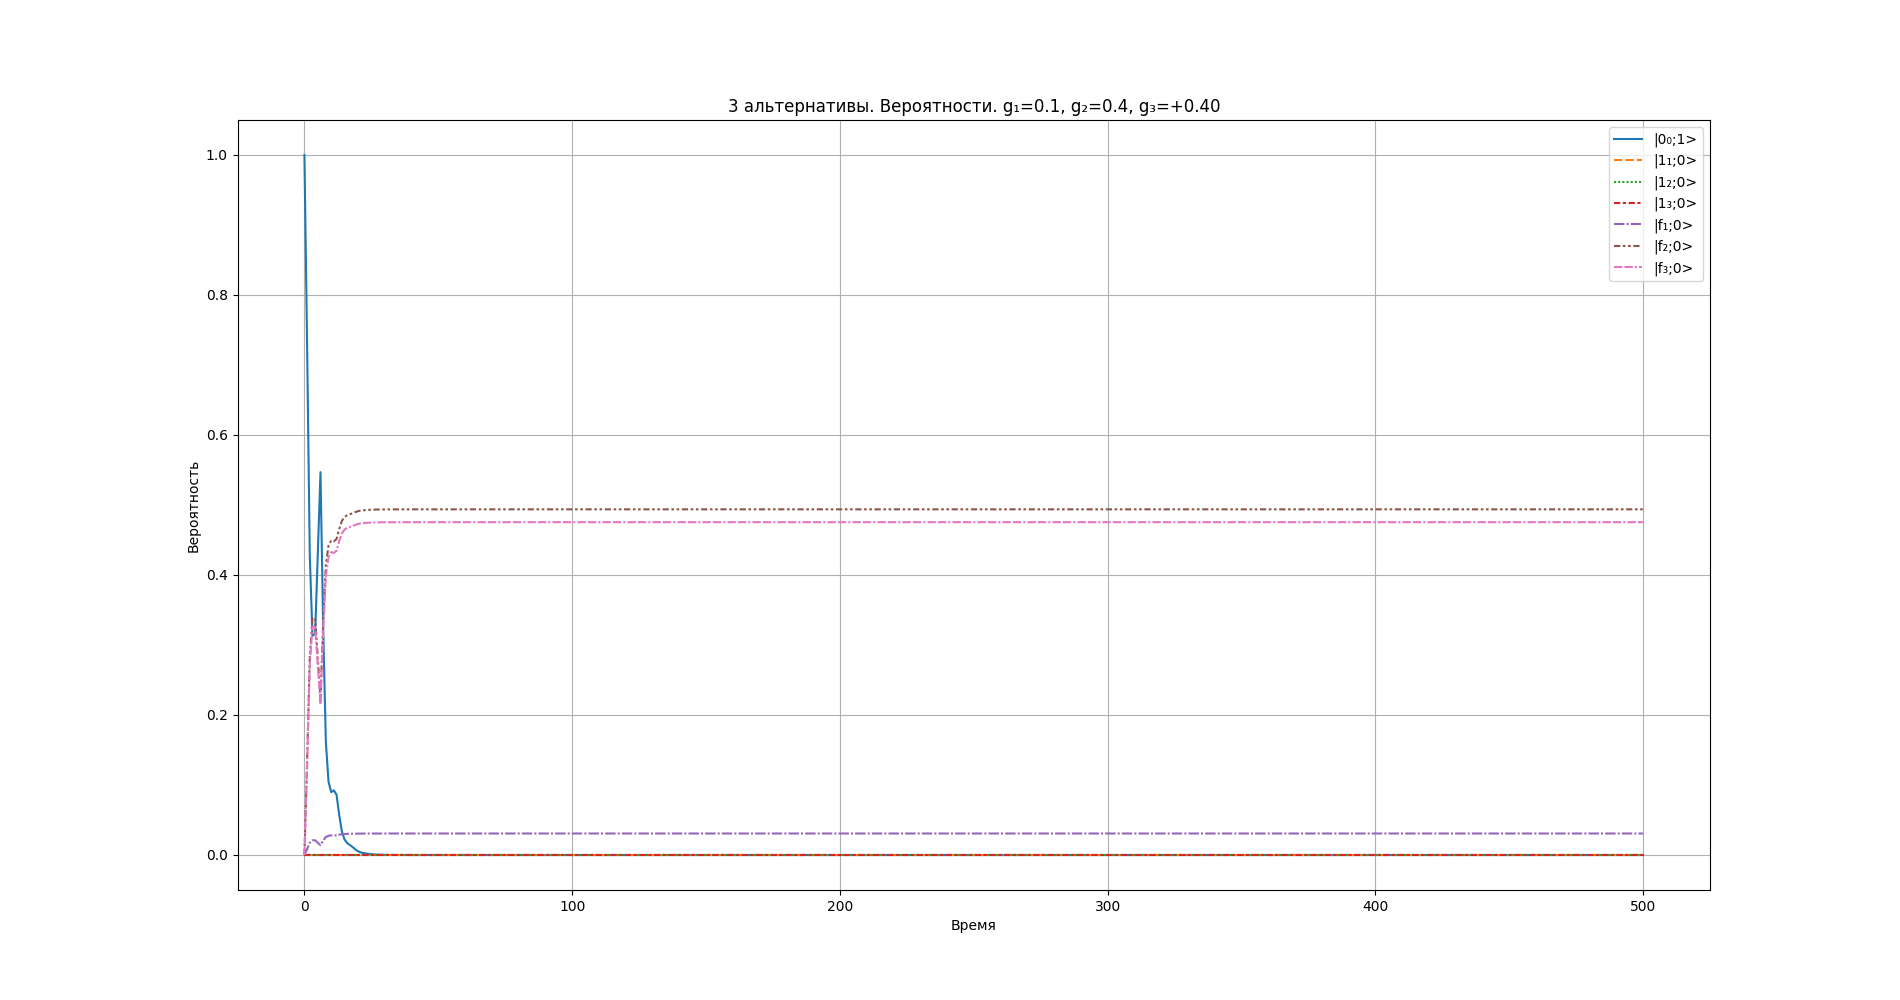 3 альтернативы. Вероятности. g₁=0.1, g₂=0.4, g₃=+0.40
|0₀;1>
|1₁;0>
|1₂;0>
|1₃;0>
|f₁;0>
|f₂;0>
|f₃;0>
1.0
0.8
0.6
0.4
0.2
0.0
Вероятность
0 100 200 300 400 500
Время